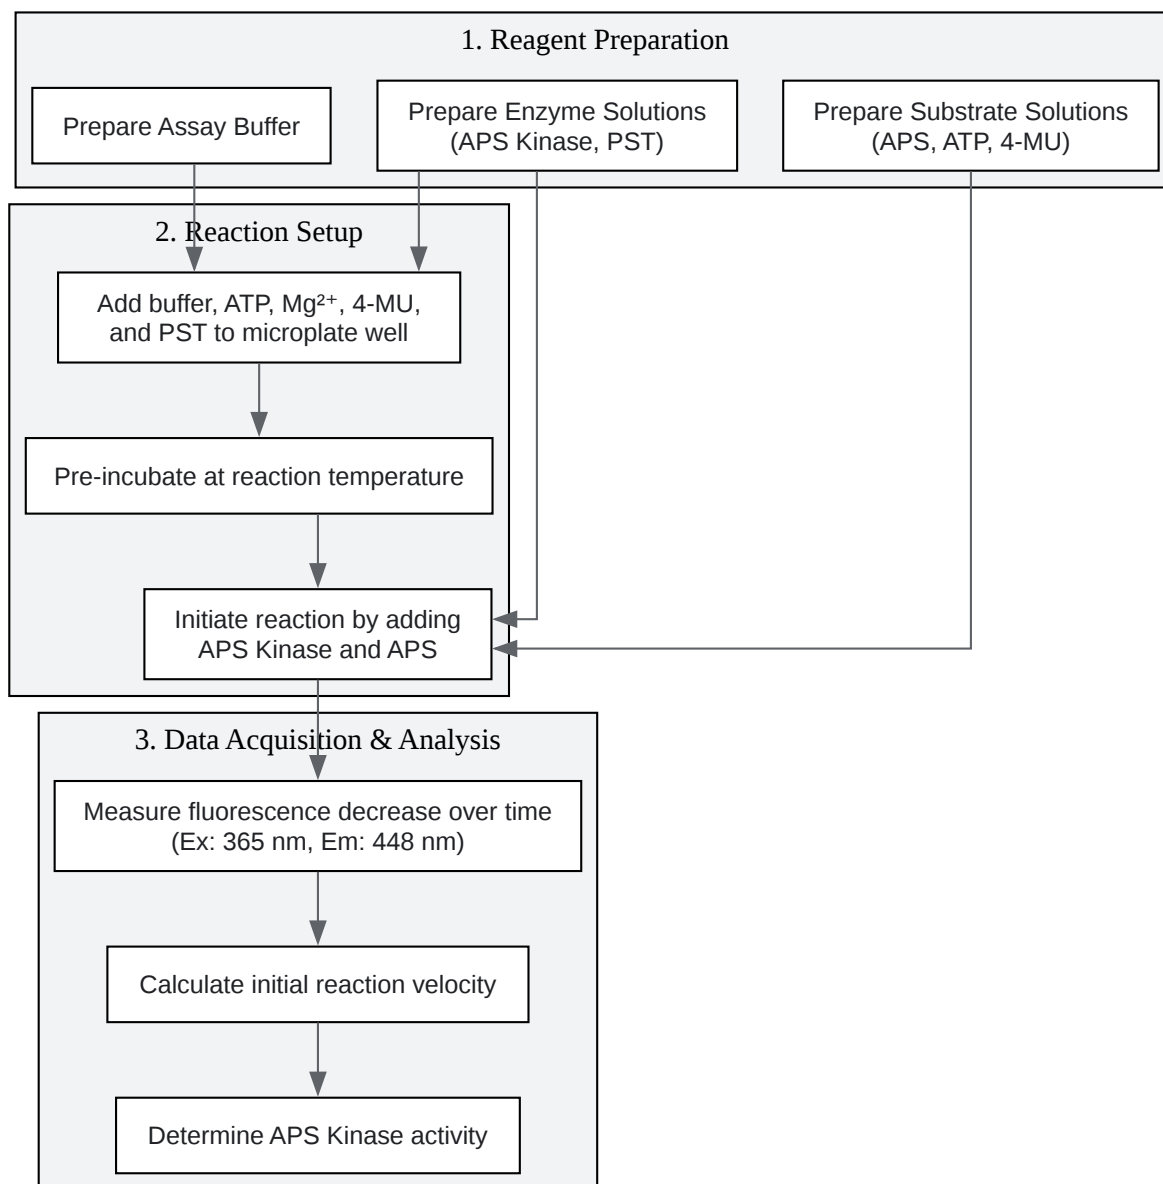 1. Reagent Preparation
Prepare Assay Buffer
Prepare Enzyme Solutions
(APS Kinase, PST)
Prepare Substrate Solutions
(APS, ATP, 4-MU)
2. Reaction Setup
Add buffer, ATP, Mg²⁺, 4-MU,
and PST to microplate well
Pre-incubate at reaction temperature
Initiate reaction by adding
APS Kinase and APS
3. Data Acquisition & Analysis
Measure fluorescence decrease over time
(Ex: 365 nm, Em: 448 nm)
Calculate initial reaction velocity
Determine APS Kinase activity